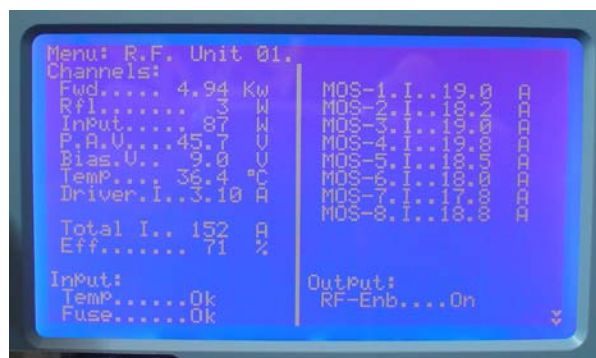 Menu: R.F. Unit 01.
Channels:
Fwd..... 4.94 Kw
Rfl....... 3 W
Input..... 87 W
P.A.V....45.7 V
Bias.V.. 9.0 V
Temp.... 36.4 °C
Driver.I..3.10 A
Total I.. 152 A
Eff....... 71 %
Input:
Temp......Ok
Fuse......Ok
MOS-1.I..19.0 A
MOS-2.I..18.2 A
MOS-3.I..19.0 A
MOS-4.I..19.8 A
MOS-5.I..18.5 A
MOS-6.I..18.0 A
MOS-7.I..17.8 A
MOS-8.I..18.8 A
Output:
RF-Enb....On